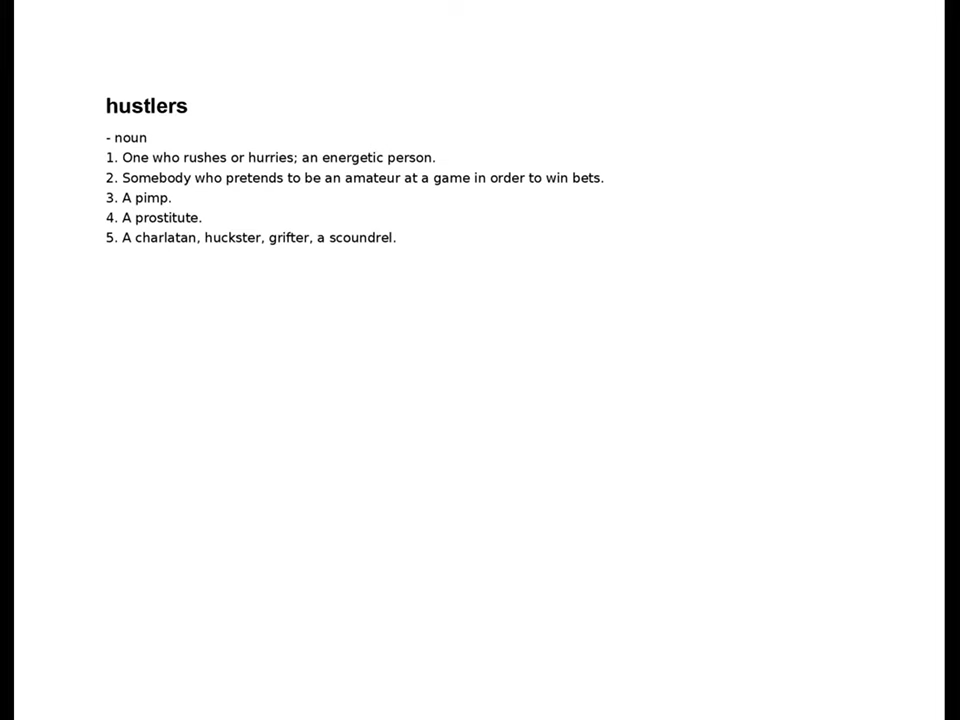 hustlers
- noun
1. One who rushes or hurries; an energetic person.
2. Somebody who pretends to be an amateur at a game in order to win bets.
3. A pimp.
4. A prostitute.
5. A charlatan, huckster, grifter, a scoundrel.